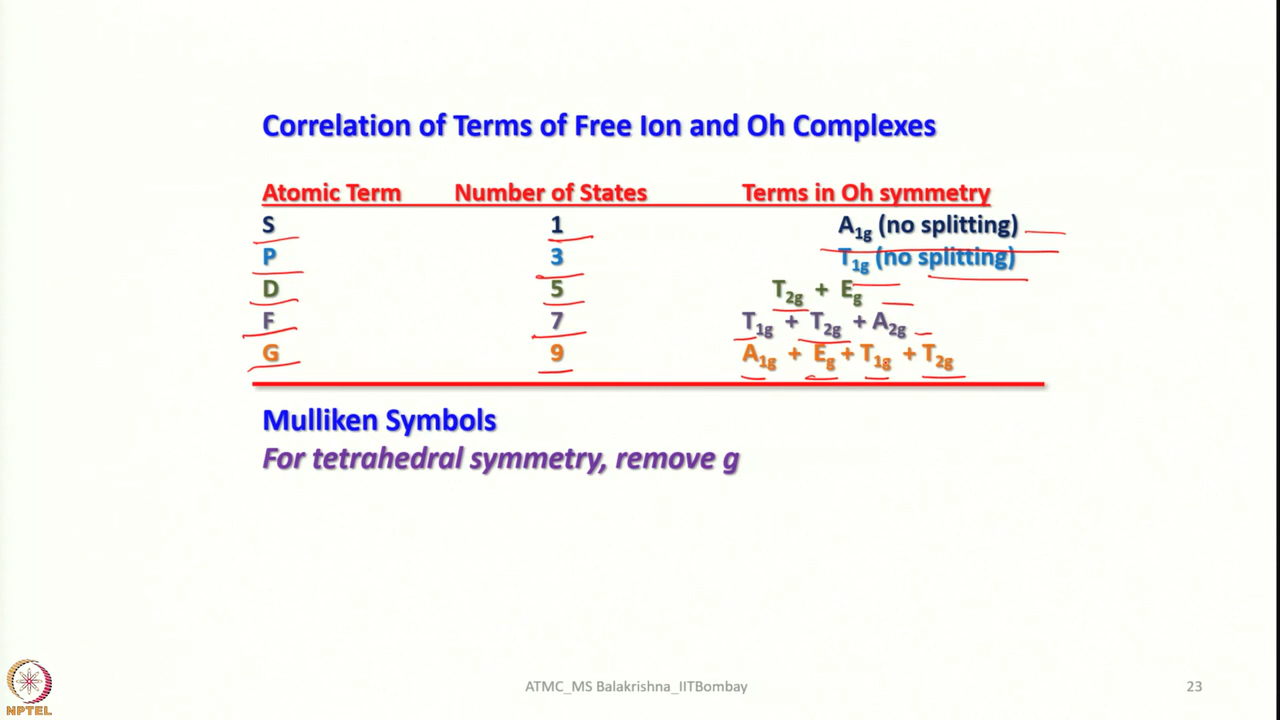 Correlation of Terms of Free Ion and Oh Complexes
Atomic Term Number of States Terms in Oh symmetry
S 1 A1g (no splitting)
P 3 T1g (no splitting)
D 5 T2g + Eg
F 7 T1g + T2g + A2g
G 9 A1g + Eg + T1g + T2g
Mulliken Symbols
For tetrahedral symmetry, remove g
NPTEL
ATMC_MS Balakrishna_IITBombay
23